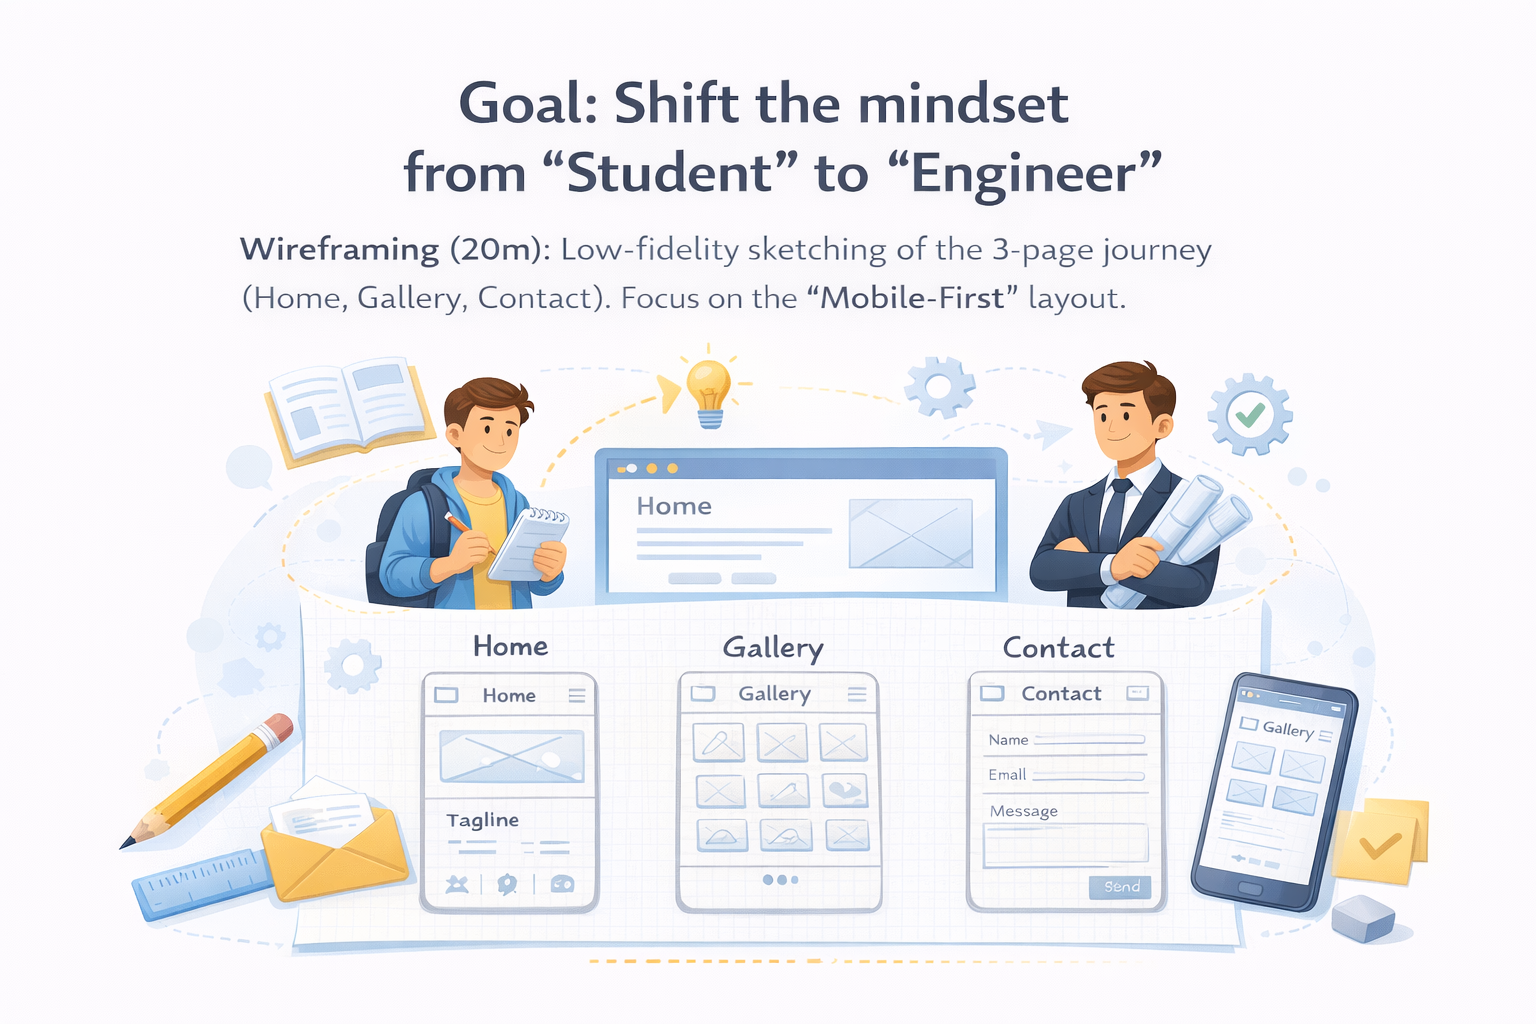 Goal: Shift the mindset
from “Student” to “Engineer”
Wireframing (20m): Low-fidelity sketching of the 3-page journey
(Home, Gallery, Contact). Focus on the “Mobile-First” layout.
Home
Home
Gallery
Contact
Home
Gallery
Contact
Name
Email
Message
Send
Tagline
Gallery